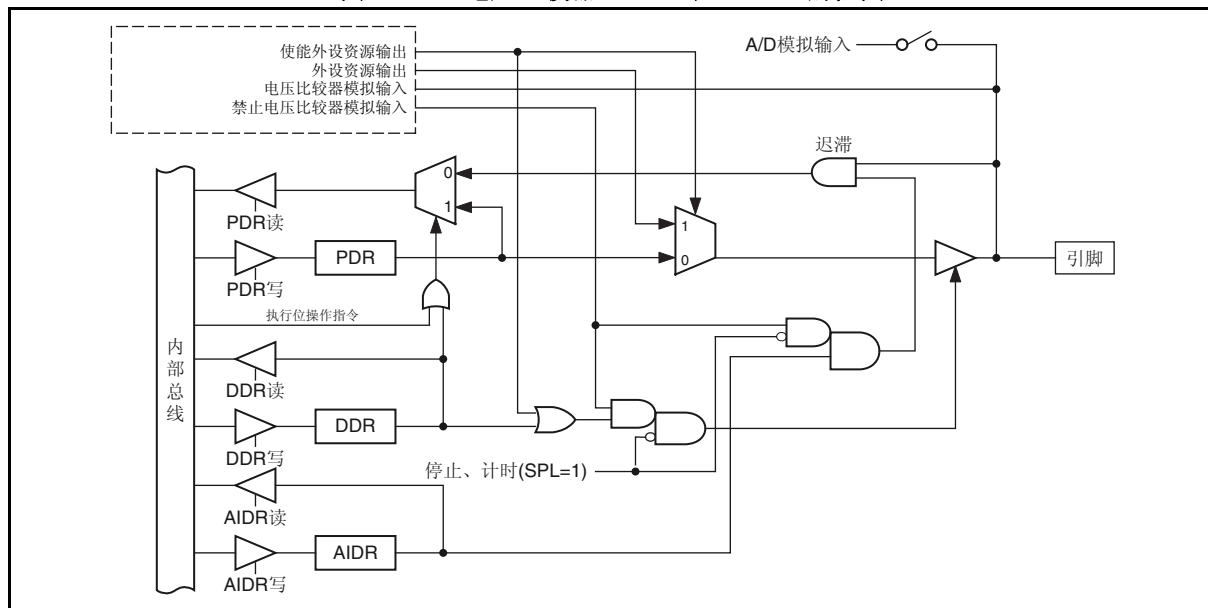 使能外设资源输出
外设资源输出
电压比较器模拟输入
禁止电压比较器模拟输入
A/D模拟输入
迟滞
0
1
PDR读
1
0
PDR
PDR写
引脚
执行位操作指令
内部总线
DDR读
DDR
DDR写
停止、计时(SPL=1)
AIDR读
AIDR
AIDR写